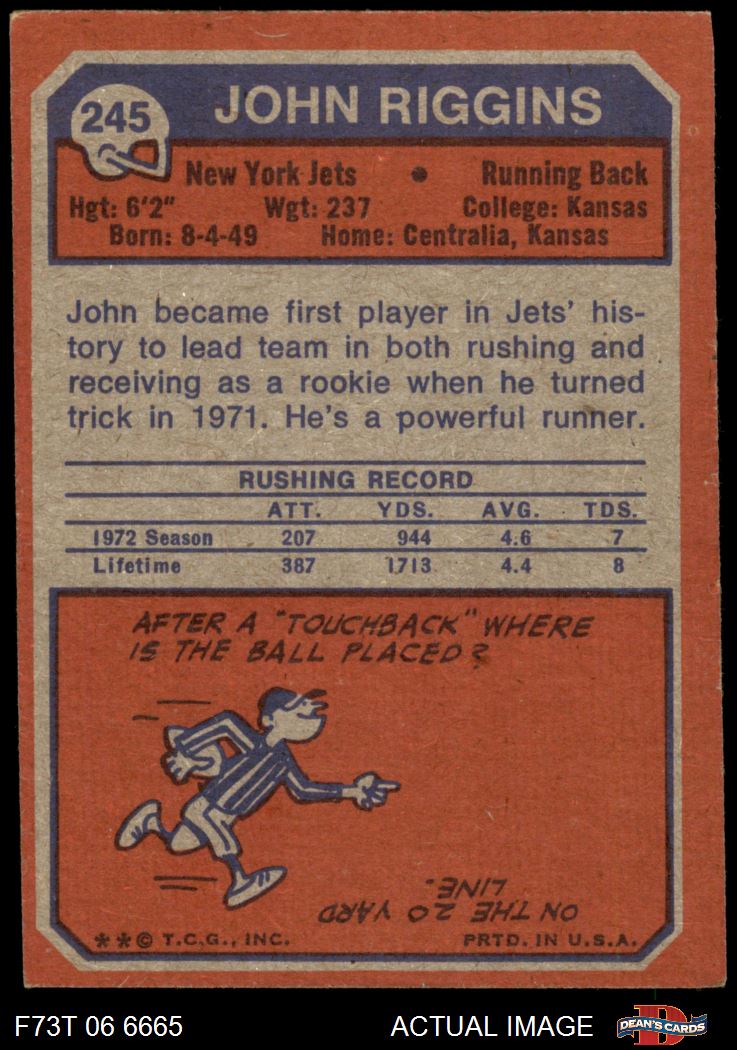 245
JOHN RIGGINS
New York Jets • Running Back
Hgt: 6'2" Wgt: 237 College: Kansas
Born: 8-4-49 Home: Centralia, Kansas
John became first player in Jets' his-
tory to lead team in both rushing and
receiving as a rookie when he turned
trick in 1971. He's a powerful runner.
RUSHING RECORD
ATT. YDS. AVG. TDS.
1972 Season 207 944 4.6 7
Lifetime 387 1713 4.4 8
AFTER A "TOUCHBACK" WHERE
IS THE BALL PLACED?
ON THE 20 YARD
LINE.
**© T.C.G., INC. PRTD. IN U.S.A.
F73T 06 6665 ACTUAL IMAGE D DEAN'S CARDS